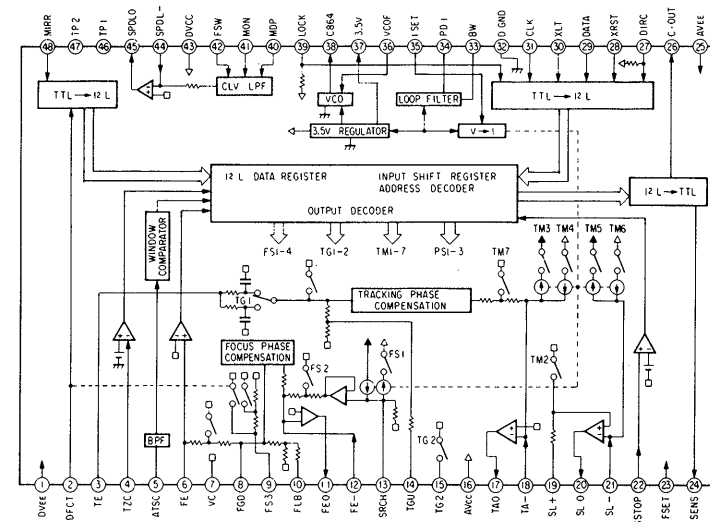 MIRR TP2 TP1 SPDLO SPDL- DVCC FSW MON MDP LOCK C864 3.5V VCOF ISET PD1 BW D GND CLK XLT DATA XRST DIRC C-OUT AVEE
48 47 46 45 44 43 42 41 40 39 38 37 36 35 34 33 32 31 30 29 28 27 26 25
TTL → I2L
CLV LPF
VCO
LOOP FILTER
3.5V REGULATOR
V → I
TTL → I2L
I2L DATA REGISTER
INPUT SHIFT REGISTER
ADDRESS DECODER
OUTPUT DECODER
I2L → TTL
WINDOW COMPARATOR
FS1-4 TG1-2 TM1-7 PS1-3
TM7 TM3 TM4 TM5 TM6
TG1
TRACKING PHASE
COMPENSATION
FOCUS PHASE
COMPENSATION
FS2
FS1
TM2
TG2
BPF
1 2 3 4 5 6 7 8 9 10 11 12 13 14 15 16 17 18 19 20 21 22 23 24
DVEE DFCT TE TZC ATSC FE VC FGD FS3 FLB FEO FE- SRCH TGU TG2 AVCC TAO TA- SL+ SLO SL- SSTOP FSET SENS